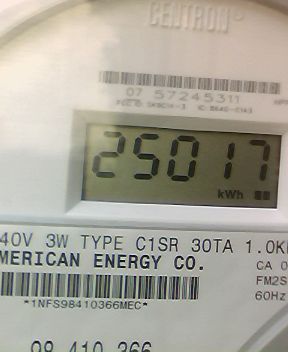 CENTRON®
07 57245311
25017
kWh
40V 3W TYPE C1SR 30TA 1.0K
MERICAN ENERGY CO.
CA 0
FM2S
60Hz
*1NFS98410366MEC*
98 410 366